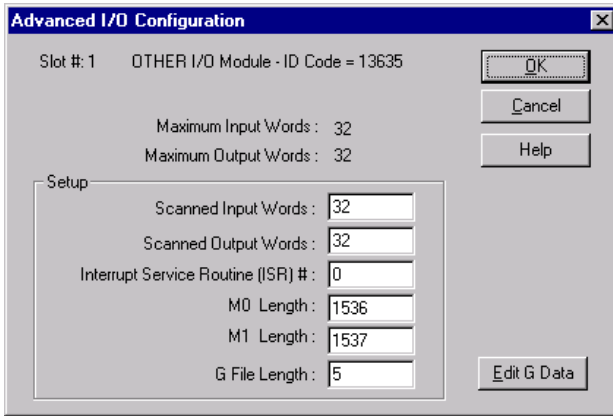 Advanced I/O Configuration
Slot #: 1 OTHER I/O Module - ID Code = 13635
OK
Cancel
Maximum Input Words : 32
Maximum Output Words : 32
Help
Setup
Scanned Input Words : 32
Scanned Output Words : 32
Interrupt Service Routine (ISR) # : 0
M0 Length : 1536
M1 Length : 1537
G File Length : 5
Edit G Data